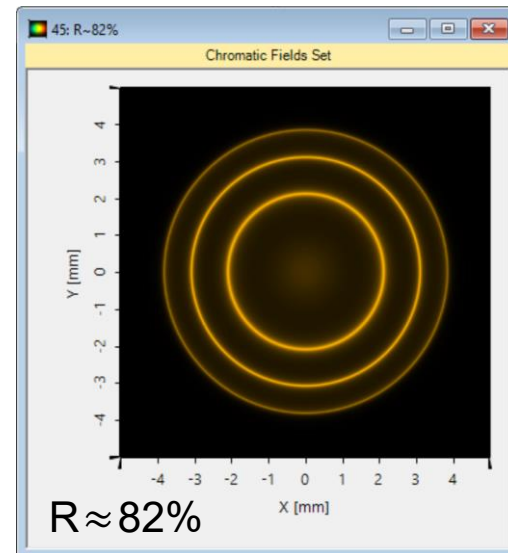 45: R~82%
Chromatic Fields Set
Y [mm]
4
3
2
1
0
-1
-2
-3
-4
-4 -3 -2 -1 0 1 2 3 4
X [mm]
R≈82%